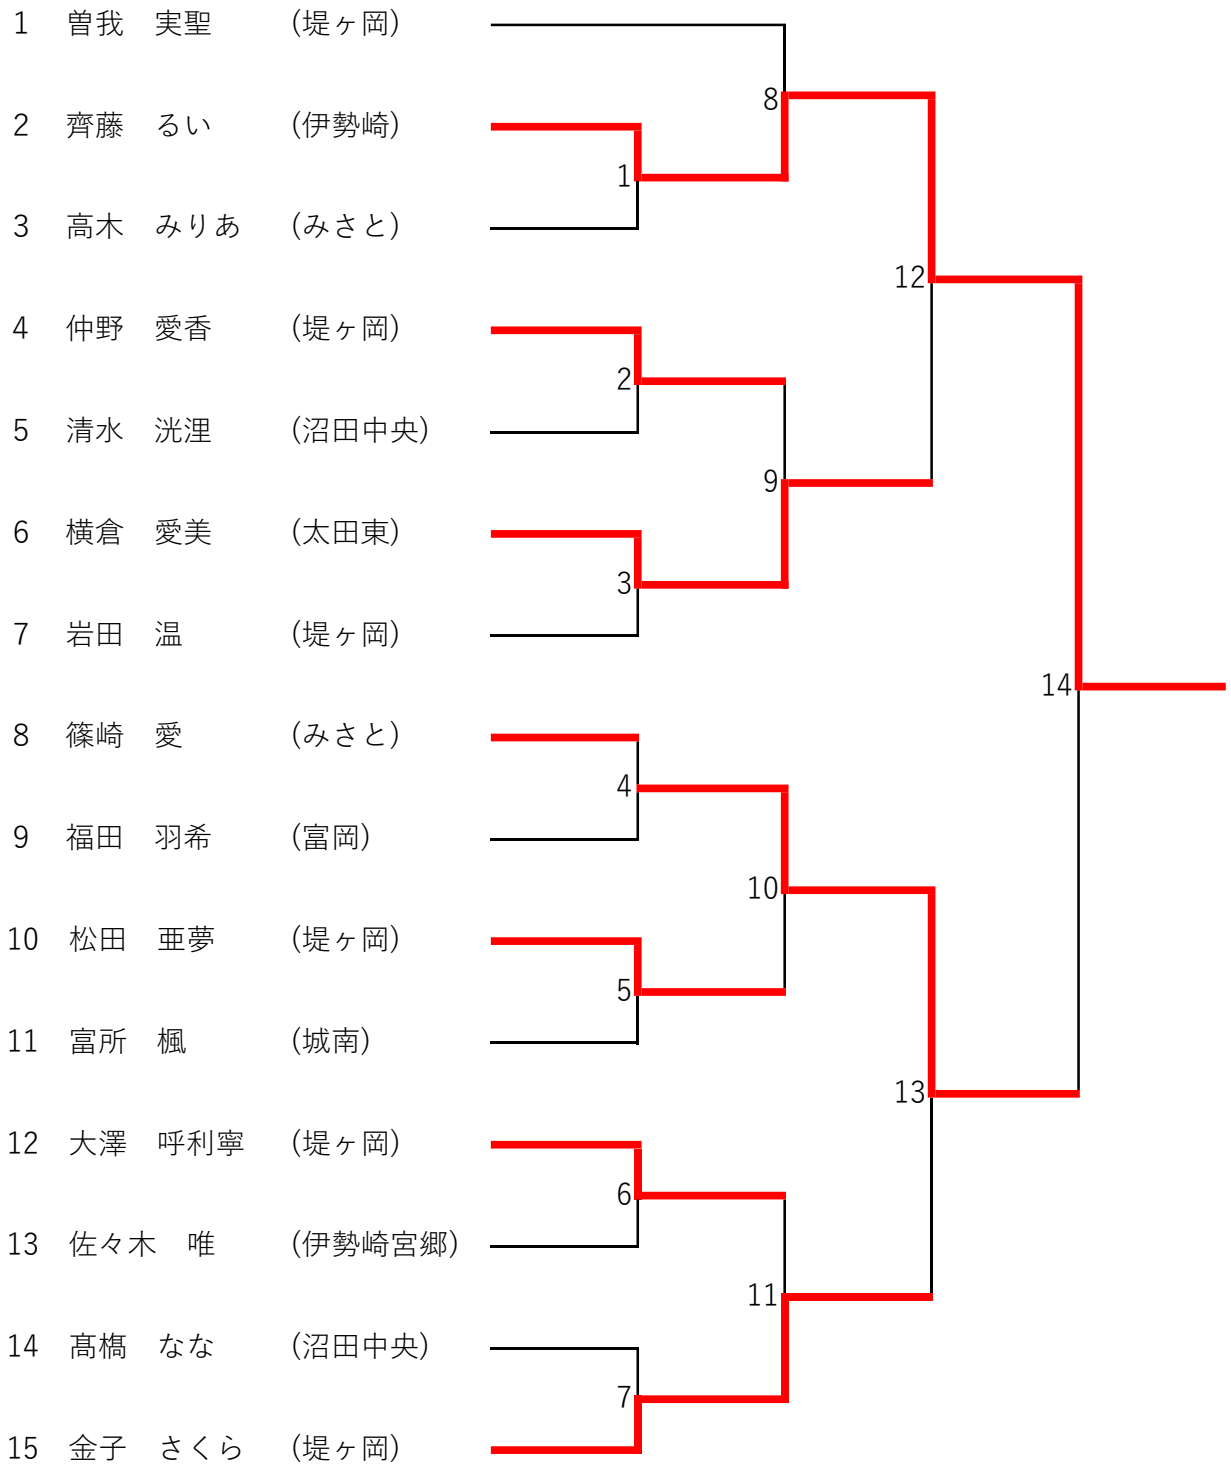 1 曽我 実聖 (堤ヶ岡)
8
2 齊藤 るい (伊勢崎)
1
3 高木 みりあ (みさと)
12
4 仲野 愛香 (堤ヶ岡)
2
5 清水 洸浬 (沼田中央)
9
6 横倉 愛美 (太田東)
3
7 岩田 温 (堤ヶ岡)
14
8 篠崎 愛 (みさと)
4
9 福田 羽希 (富岡)
10
10 松田 亜夢 (堤ヶ岡)
5
11 富所 楓 (城南)
13
12 大澤 呼利寧 (堤ヶ岡)
6
13 佐々木 唯 (伊勢崎宮郷)
11
14 髙橋 なな (沼田中央)
7
15 金子 さくら (堤ヶ岡)